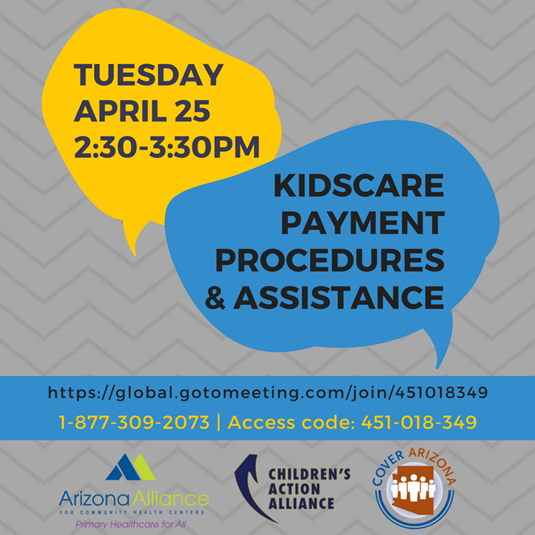 TUESDAY
APRIL 25
2:30-3:30PM
KIDSCARE
PAYMENT
PROCEDURES
& ASSISTANCE
https://global.gotomeeting.com/join/451018349
1-877-309-2073 | Access code: 451-018-349
Arizona Alliance
FOR COMMUNITY HEALTH CENTERS
Primary Healthcare for All
CHILDREN'S
ACTION
ALLIANCE
COVER ARIZONA